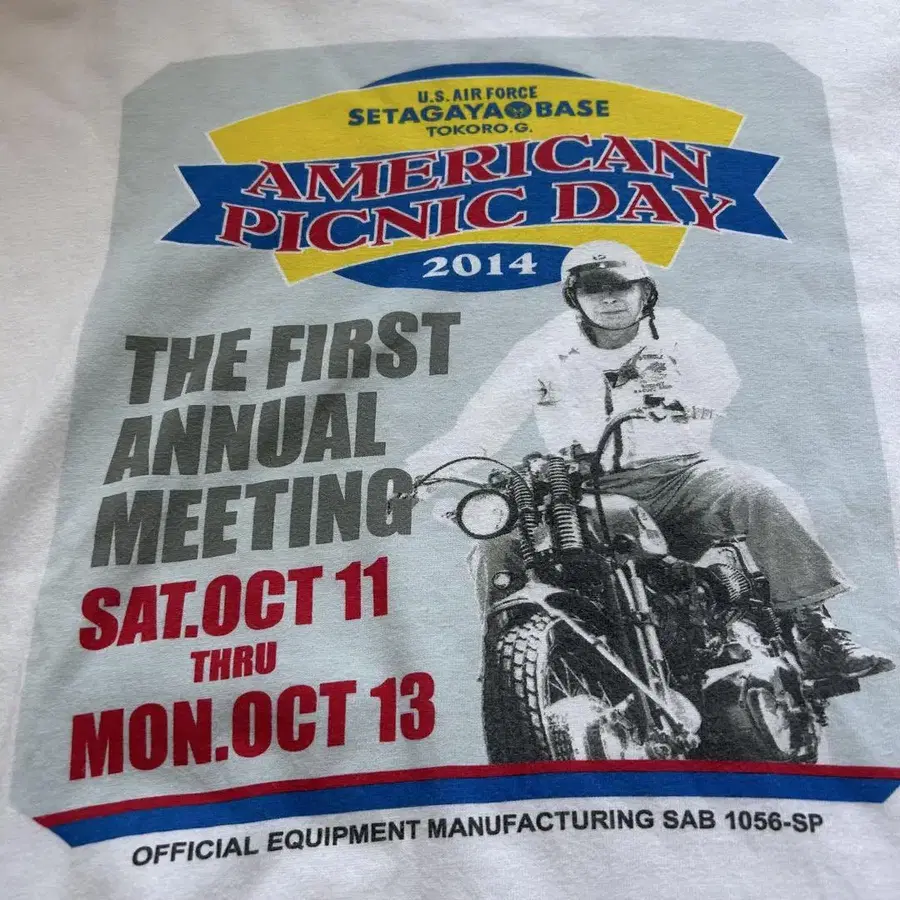 U.S. AIR FORCE
SETAGAYA BASE
TOKORO.G.
AMERICAN
PICNIC DAY
2014
THE FIRST
ANNUAL
MEETING
SAT.OCT 11
THRU
MON.OCT 13
OFFICIAL EQUIPMENT MANUFACTURING SAB 1056-SP